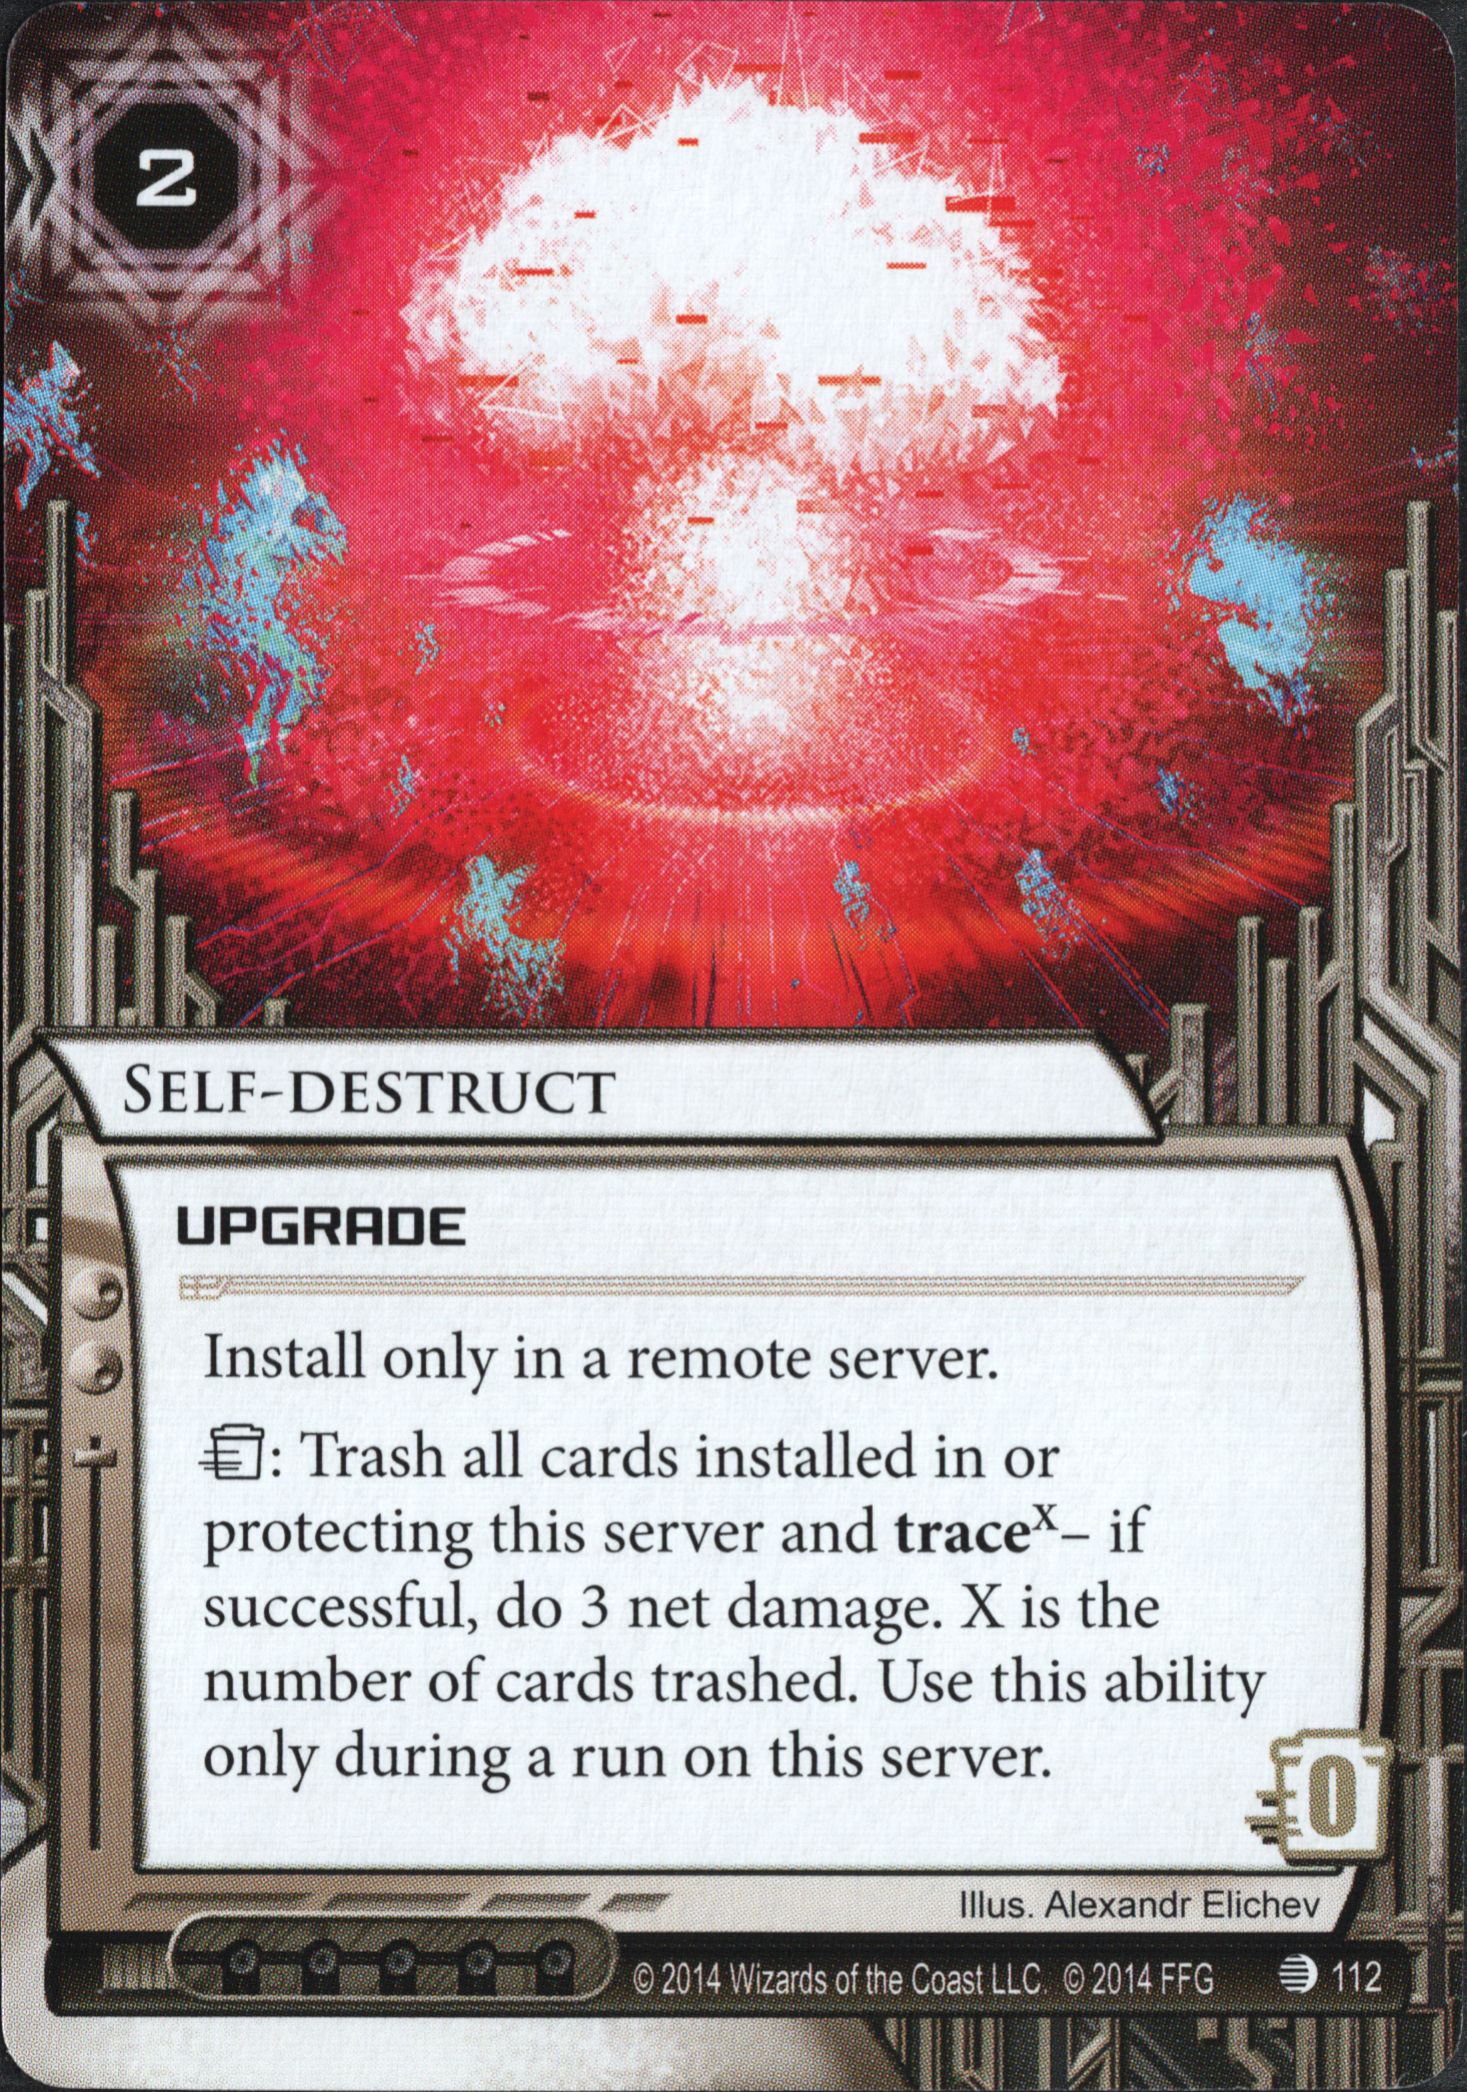 2
SELF-DESTRUCT
UPGRADE
Install only in a remote server.
: Trash all cards installed in or
protecting this server and traceX– if
successful, do 3 net damage. X is the
number of cards trashed. Use this ability
only during a run on this server.
0
Illus. Alexandr Elichev
© 2014 Wizards of the Coast LLC. © 2014 FFG 112